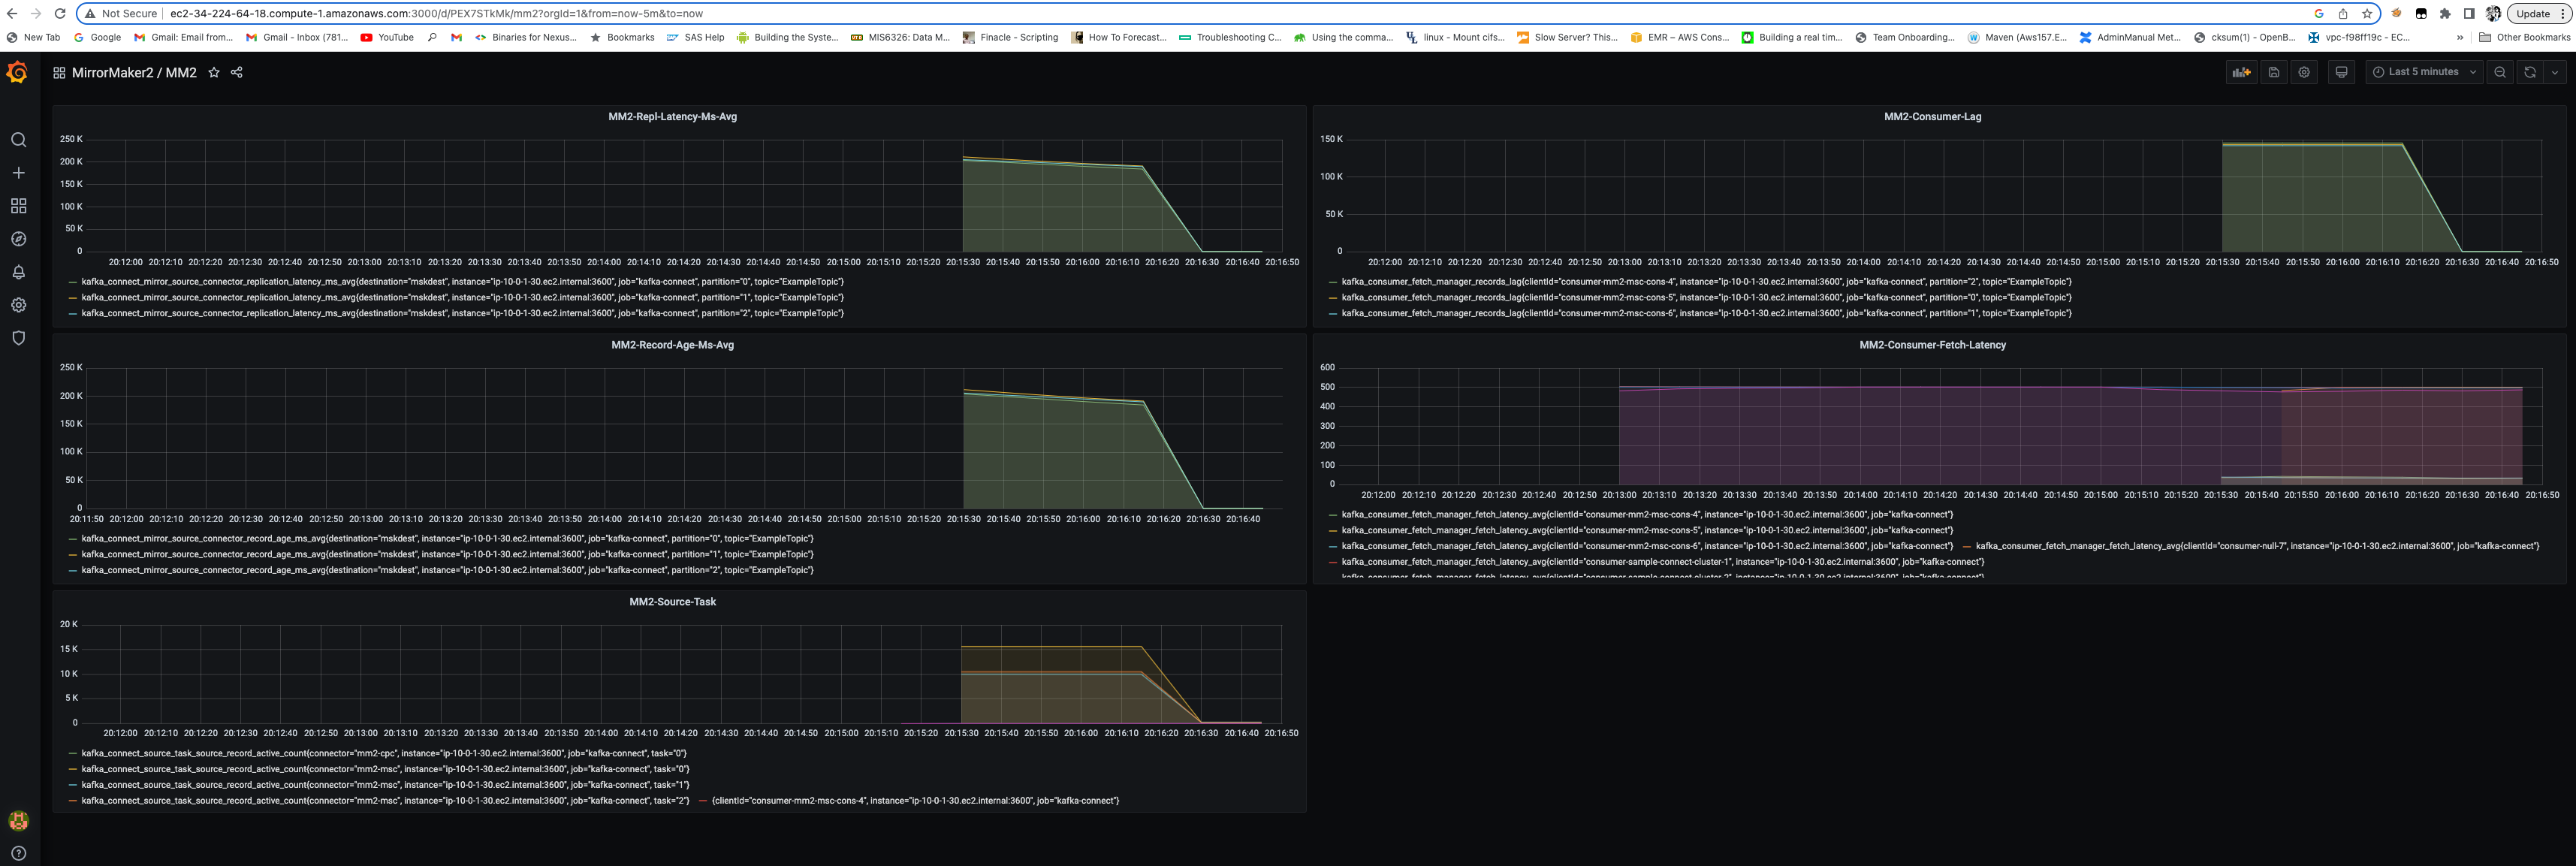 Not Secure ec2-34-224-64-18.compute-1.amazonaws.com:3000/d/PEX7STkMk/mm2?orgId=1&from=now-5m&to=now Update
New Tab Google Gmail: Email from... Gmail - Inbox (781... YouTube Binaries for Nexus... Bookmarks SAS Help Building the Syste... MIS6326: Data M... Finacle - Scripting How To Forecast... Troubleshooting C... Using the comma... linux - Mount cifs... Slow Server? This... EMR – AWS Cons... Building a real tim... Team Onboarding... Maven (Aws157.E... AdminManual Met... cksum(1) - OpenB... vpc-f98ff19c - EC... » Other Bookmarks
MirrorMaker2 / MM2 Last 5 minutes
MM2-Repl-Latency-Ms-Avg
250 K
200 K
150 K
100 K
50 K
0
20:12:00 20:12:10 20:12:20 20:12:30 20:12:40 20:12:50 20:13:00 20:13:10 20:13:20 20:13:30 20:13:40 20:13:50 20:14:00 20:14:10 20:14:20 20:14:30 20:14:40 20:14:50 20:15:00 20:15:10 20:15:20 20:15:30 20:15:40 20:15:50 20:16:00 20:16:10 20:16:20 20:16:30 20:16:40 20:16:50
kafka_connect_mirror_source_connector_replication_latency_ms_avg{destination="mskdest", instance="ip-10-0-1-30.ec2.internal:3600", job="kafka-connect", partition="0", topic="ExampleTopic"}
kafka_connect_mirror_source_connector_replication_latency_ms_avg{destination="mskdest", instance="ip-10-0-1-30.ec2.internal:3600", job="kafka-connect", partition="1", topic="ExampleTopic"}
kafka_connect_mirror_source_connector_replication_latency_ms_avg{destination="mskdest", instance="ip-10-0-1-30.ec2.internal:3600", job="kafka-connect", partition="2", topic="ExampleTopic"}
MM2-Consumer-Lag
150 K
100 K
50 K
0
20:12:00 20:12:10 20:12:20 20:12:30 20:12:40 20:12:50 20:13:00 20:13:10 20:13:20 20:13:30 20:13:40 20:13:50 20:14:00 20:14:10 20:14:20 20:14:30 20:14:40 20:14:50 20:15:00 20:15:10 20:15:20 20:15:30 20:15:40 20:15:50 20:16:00 20:16:10 20:16:20 20:16:30 20:16:40 20:16:50
kafka_consumer_fetch_manager_records_lag{clientId="consumer-mm2-msc-cons-4", instance="ip-10-0-1-30.ec2.internal:3600", job="kafka-connect", partition="2", topic="ExampleTopic"}
kafka_consumer_fetch_manager_records_lag{clientId="consumer-mm2-msc-cons-5", instance="ip-10-0-1-30.ec2.internal:3600", job="kafka-connect", partition="0", topic="ExampleTopic"}
kafka_consumer_fetch_manager_records_lag{clientId="consumer-mm2-msc-cons-6", instance="ip-10-0-1-30.ec2.internal:3600", job="kafka-connect", partition="1", topic="ExampleTopic"}
MM2-Record-Age-Ms-Avg
250 K
200 K
150 K
100 K
50 K
0
20:11:50 20:12:00 20:12:10 20:12:20 20:12:30 20:12:40 20:12:50 20:13:00 20:13:10 20:13:20 20:13:30 20:13:40 20:13:50 20:14:00 20:14:10 20:14:20 20:14:30 20:14:40 20:14:50 20:15:00 20:15:10 20:15:20 20:15:30 20:15:40 20:15:50 20:16:00 20:16:10 20:16:20 20:16:30 20:16:40
kafka_connect_mirror_source_connector_record_age_ms_avg{destination="mskdest", instance="ip-10-0-1-30.ec2.internal:3600", job="kafka-connect", partition="0", topic="ExampleTopic"}
kafka_connect_mirror_source_connector_record_age_ms_avg{destination="mskdest", instance="ip-10-0-1-30.ec2.internal:3600", job="kafka-connect", partition="1", topic="ExampleTopic"}
kafka_connect_mirror_source_connector_record_age_ms_avg{destination="mskdest", instance="ip-10-0-1-30.ec2.internal:3600", job="kafka-connect", partition="2", topic="ExampleTopic"}
MM2-Consumer-Fetch-Latency
600
500
400
300
200
100
0
20:12:00 20:12:10 20:12:20 20:12:30 20:12:40 20:12:50 20:13:00 20:13:10 20:13:20 20:13:30 20:13:40 20:13:50 20:14:00 20:14:10 20:14:20 20:14:30 20:14:40 20:14:50 20:15:00 20:15:10 20:15:20 20:15:30 20:15:40 20:15:50 20:16:00 20:16:10 20:16:20 20:16:30 20:16:40 20:16:50
kafka_consumer_fetch_manager_fetch_latency_avg{clientId="consumer-mm2-msc-cons-4", instance="ip-10-0-1-30.ec2.internal:3600", job="kafka-connect"}
kafka_consumer_fetch_manager_fetch_latency_avg{clientId="consumer-mm2-msc-cons-5", instance="ip-10-0-1-30.ec2.internal:3600", job="kafka-connect"}
kafka_consumer_fetch_manager_fetch_latency_avg{clientId="consumer-mm2-msc-cons-6", instance="ip-10-0-1-30.ec2.internal:3600", job="kafka-connect"} kafka_consumer_fetch_manager_fetch_latency_avg{clientId="consumer-null-7", instance="ip-10-0-1-30.ec2.internal:3600", job="kafka-connect"}
kafka_consumer_fetch_manager_fetch_latency_avg{clientId="consumer-sample-connect-cluster-1", instance="ip-10-0-1-30.ec2.internal:3600", job="kafka-connect"}
kafka_consumer_fetch_manager_fetch_latency_avg{clientId="consumer-sample-connect-cluster-2", instance="ip-10-0-1-30.ec2.internal:3600", job="kafka-connect"}
MM2-Source-Task
20 K
15 K
10 K
5 K
0
20:12:00 20:12:10 20:12:20 20:12:30 20:12:40 20:12:50 20:13:00 20:13:10 20:13:20 20:13:30 20:13:40 20:13:50 20:14:00 20:14:10 20:14:20 20:14:30 20:14:40 20:14:50 20:15:00 20:15:10 20:15:20 20:15:30 20:15:40 20:15:50 20:16:00 20:16:10 20:16:20 20:16:30 20:16:40 20:16:50
kafka_connect_source_task_source_record_active_count{connector="mm2-cpc", instance="ip-10-0-1-30.ec2.internal:3600", job="kafka-connect", task="0"}
kafka_connect_source_task_source_record_active_count{connector="mm2-msc", instance="ip-10-0-1-30.ec2.internal:3600", job="kafka-connect", task="0"}
kafka_connect_source_task_source_record_active_count{connector="mm2-msc", instance="ip-10-0-1-30.ec2.internal:3600", job="kafka-connect", task="1"}
kafka_connect_source_task_source_record_active_count{connector="mm2-msc", instance="ip-10-0-1-30.ec2.internal:3600", job="kafka-connect", task="2"} {clientId="consumer-mm2-msc-cons-4", instance="ip-10-0-1-30.ec2.internal:3600", job="kafka-connect"}